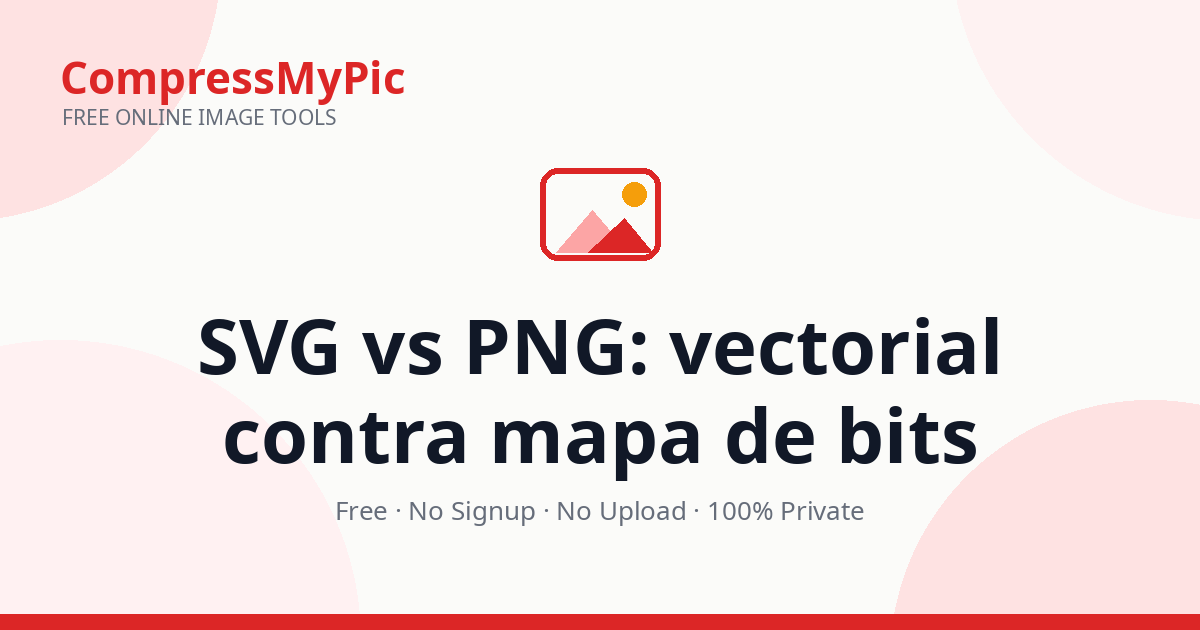 CompressMyPic
FREE ONLINE IMAGE TOOLS
SVG vs PNG: vectorial
contra mapa de bits
Free · No Signup · No Upload · 100% Private